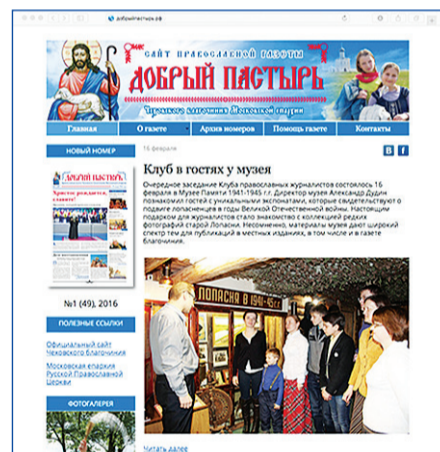 добрыйпастырь.рф
САЙТ ПРАВОСЛАВНОЙ ГАЗЕТЫ
ДОБРЫЙ ПАСТЫРЬ
Чеховского благочиния Московской епархии
Главная
О газете
Архив номеров
Помощь газете
Контакты
НОВЫЙ НОМЕР
ДОБРЫЙ ПАСТЫРЬ
Христос рождается,
славите!
№1 (49), 2016
ПОЛЕЗНЫЕ ССЫЛКИ
Официальный сайт
Чеховского благочиния
Московская епархия
Русской Православной
Церкви
ФОТОГАЛЕРЕЯ
16 февраля
B f
Клуб в гостях у музея
Очередное заседание Клуба православных журналистов состоялось 16
февраля в Музее Памяти 1941-1945 г.г. Директор музея Александр Дудин
познакомил гостей с уникальными экспонатами, которые свидетельствуют о
подвиге лопасненцев в годы Великой Отечественной войны. Настоящим
подарком для журналистов стало знакомство с коллекцией редких
фотографий старой Лопасни. Несомненно, материалы музея дают широкий
спектр тем для публикаций в местных изданиях, в том числе и в газете
благочиния.
ЛОПАСНЯ В 1941-45гг.
Читать далее